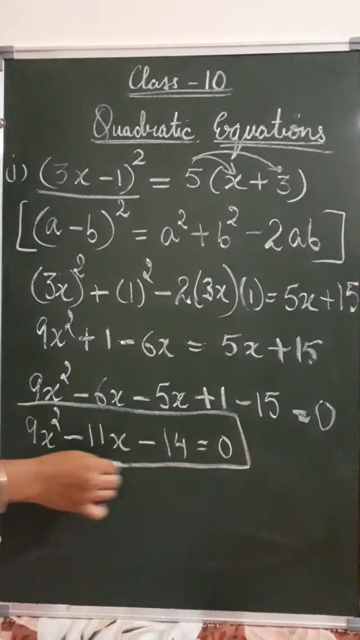 Class - 10
Quadratic Equations
i) (3x - 1)² = 5(x + 3)
[(a - b)² = a² + b² - 2ab]
(3x)² + (1)² - 2(3x)(1) = 5x + 15
9x² + 1 - 6x = 5x + 15
9x² - 6x - 5x + 1 - 15 = 0
9x² - 11x - 14 = 0